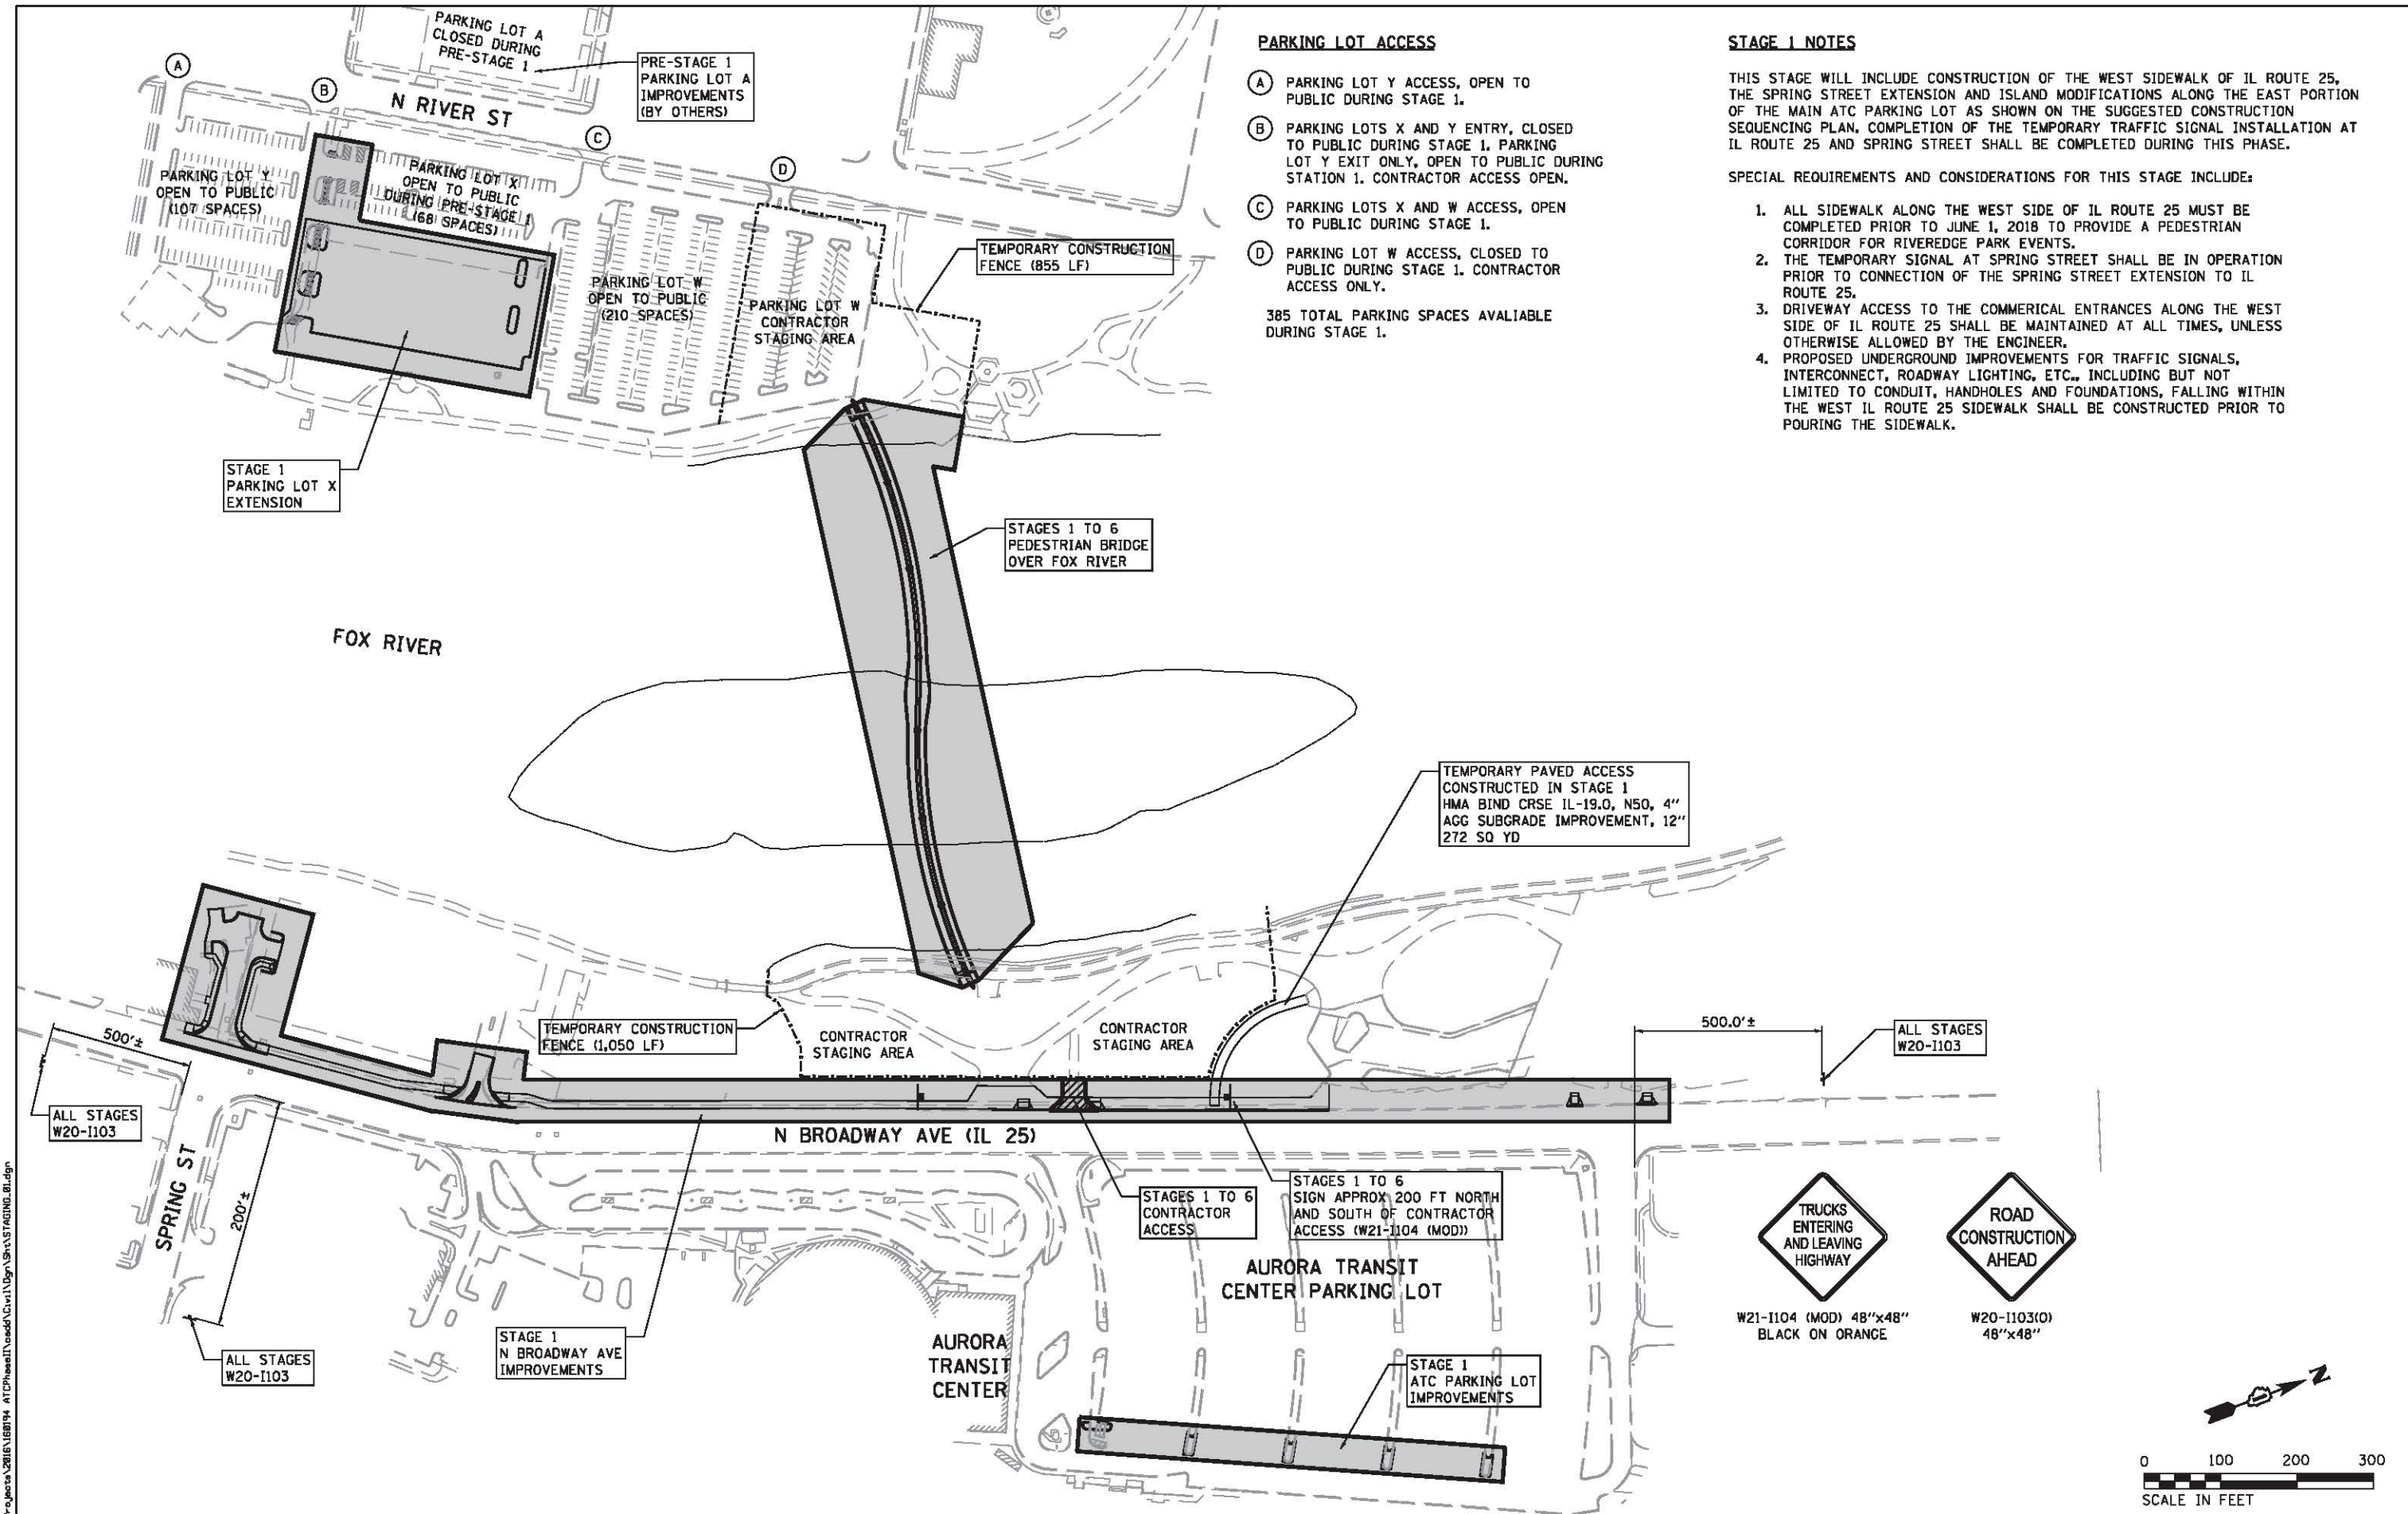 PARKING LOT A
CLOSED DURING
PRE-STAGE 1
PRE-STAGE 1
PARKING LOT A
IMPROVEMENTS
(BY OTHERS)
A
B
N RIVER ST
C
D
PARKING LOT Y
OPEN TO PUBLIC
(107 SPACES)
PARKING LOT X
OPEN TO PUBLIC
DURING PRE-STAGE 1
(68 SPACES)
PARKING LOT W
OPEN TO PUBLIC
(210 SPACES)
PARKING LOT W
CONTRACTOR
STAGING AREA
TEMPORARY CONSTRUCTION
FENCE (855 LF)
STAGE 1
PARKING LOT X
EXTENSION
STAGES 1 TO 6
PEDESTRIAN BRIDGE
OVER FOX RIVER
FOX RIVER
PARKING LOT ACCESS
A PARKING LOT Y ACCESS, OPEN TO
PUBLIC DURING STAGE 1.
B PARKING LOTS X AND Y ENTRY, CLOSED
TO PUBLIC DURING STAGE 1. PARKING
LOT Y EXIT ONLY, OPEN TO PUBLIC DURING
STATION 1. CONTRACTOR ACCESS OPEN.
C PARKING LOTS X AND W ACCESS, OPEN
TO PUBLIC DURING STAGE 1.
D PARKING LOT W ACCESS, CLOSED TO
PUBLIC DURING STAGE 1. CONTRACTOR
ACCESS ONLY.
385 TOTAL PARKING SPACES AVALIABLE
DURING STAGE 1.
STAGE 1 NOTES
THIS STAGE WILL INCLUDE CONSTRUCTION OF THE WEST SIDEWALK OF IL ROUTE 25,
THE SPRING STREET EXTENSION AND ISLAND MODIFICATIONS ALONG THE EAST PORTION
OF THE MAIN ATC PARKING LOT AS SHOWN ON THE SUGGESTED CONSTRUCTION
SEQUENCING PLAN. COMPLETION OF THE TEMPORARY TRAFFIC SIGNAL INSTALLATION AT
IL ROUTE 25 AND SPRING STREET SHALL BE COMPLETED DURING THIS PHASE.
SPECIAL REQUIREMENTS AND CONSIDERATIONS FOR THIS STAGE INCLUDE:
1. ALL SIDEWALK ALONG THE WEST SIDE OF IL ROUTE 25 MUST BE
COMPLETED PRIOR TO JUNE 1, 2018 TO PROVIDE A PEDESTRIAN
CORRIDOR FOR RIVEREDGE PARK EVENTS.
2. THE TEMPORARY SIGNAL AT SPRING STREET SHALL BE IN OPERATION
PRIOR TO CONNECTION OF THE SPRING STREET EXTENSION TO IL
ROUTE 25.
3. DRIVEWAY ACCESS TO THE COMMERICAL ENTRANCES ALONG THE WEST
SIDE OF IL ROUTE 25 SHALL BE MAINTAINED AT ALL TIMES, UNLESS
OTHERWISE ALLOWED BY THE ENGINEER.
4. PROPOSED UNDERGROUND IMPROVEMENTS FOR TRAFFIC SIGNALS,
INTERCONNECT, ROADWAY LIGHTING, ETC., INCLUDING BUT NOT
LIMITED TO CONDUIT, HANDHOLES AND FOUNDATIONS, FALLING WITHIN
THE WEST IL ROUTE 25 SIDEWALK SHALL BE CONSTRUCTED PRIOR TO
POURING THE SIDEWALK.
TEMPORARY PAVED ACCESS
CONSTRUCTED IN STAGE 1
HMA BIND CRSE IL-19.0, N50, 4"
AGG SUBGRADE IMPROVEMENT, 12"
272 SQ YD
TEMPORARY CONSTRUCTION
FENCE (1,050 LF)
CONTRACTOR
STAGING AREA
CONTRACTOR
STAGING AREA
500'±
500.0'±
ALL STAGES
W20-I103
ALL STAGES
W20-I103
N BROADWAY AVE (IL 25)
SPRING ST
200'±
ALL STAGES
W20-I103
STAGE 1
N BROADWAY AVE
IMPROVEMENTS
STAGES 1 TO 6
CONTRACTOR
ACCESS
STAGES 1 TO 6
SIGN APPROX 200 FT NORTH
AND SOUTH OF CONTRACTOR
ACCESS (W21-I104 (MOD))
AURORA TRANSIT
CENTER PARKING LOT
AURORA
TRANSIT
CENTER
STAGE 1
ATC PARKING LOT
IMPROVEMENTS
TRUCKS
ENTERING
AND LEAVING
HIGHWAY
W21-I104 (MOD) 48"x48"
BLACK ON ORANGE
ROAD
CONSTRUCTION
AHEAD
W20-I103(O)
48"x48"
N
0 100 200 300
SCALE IN FEET
rojects\2016\160194 ATCPhaseII\cadd\Civil\Dgn\Sht\STAGING_01.dgn